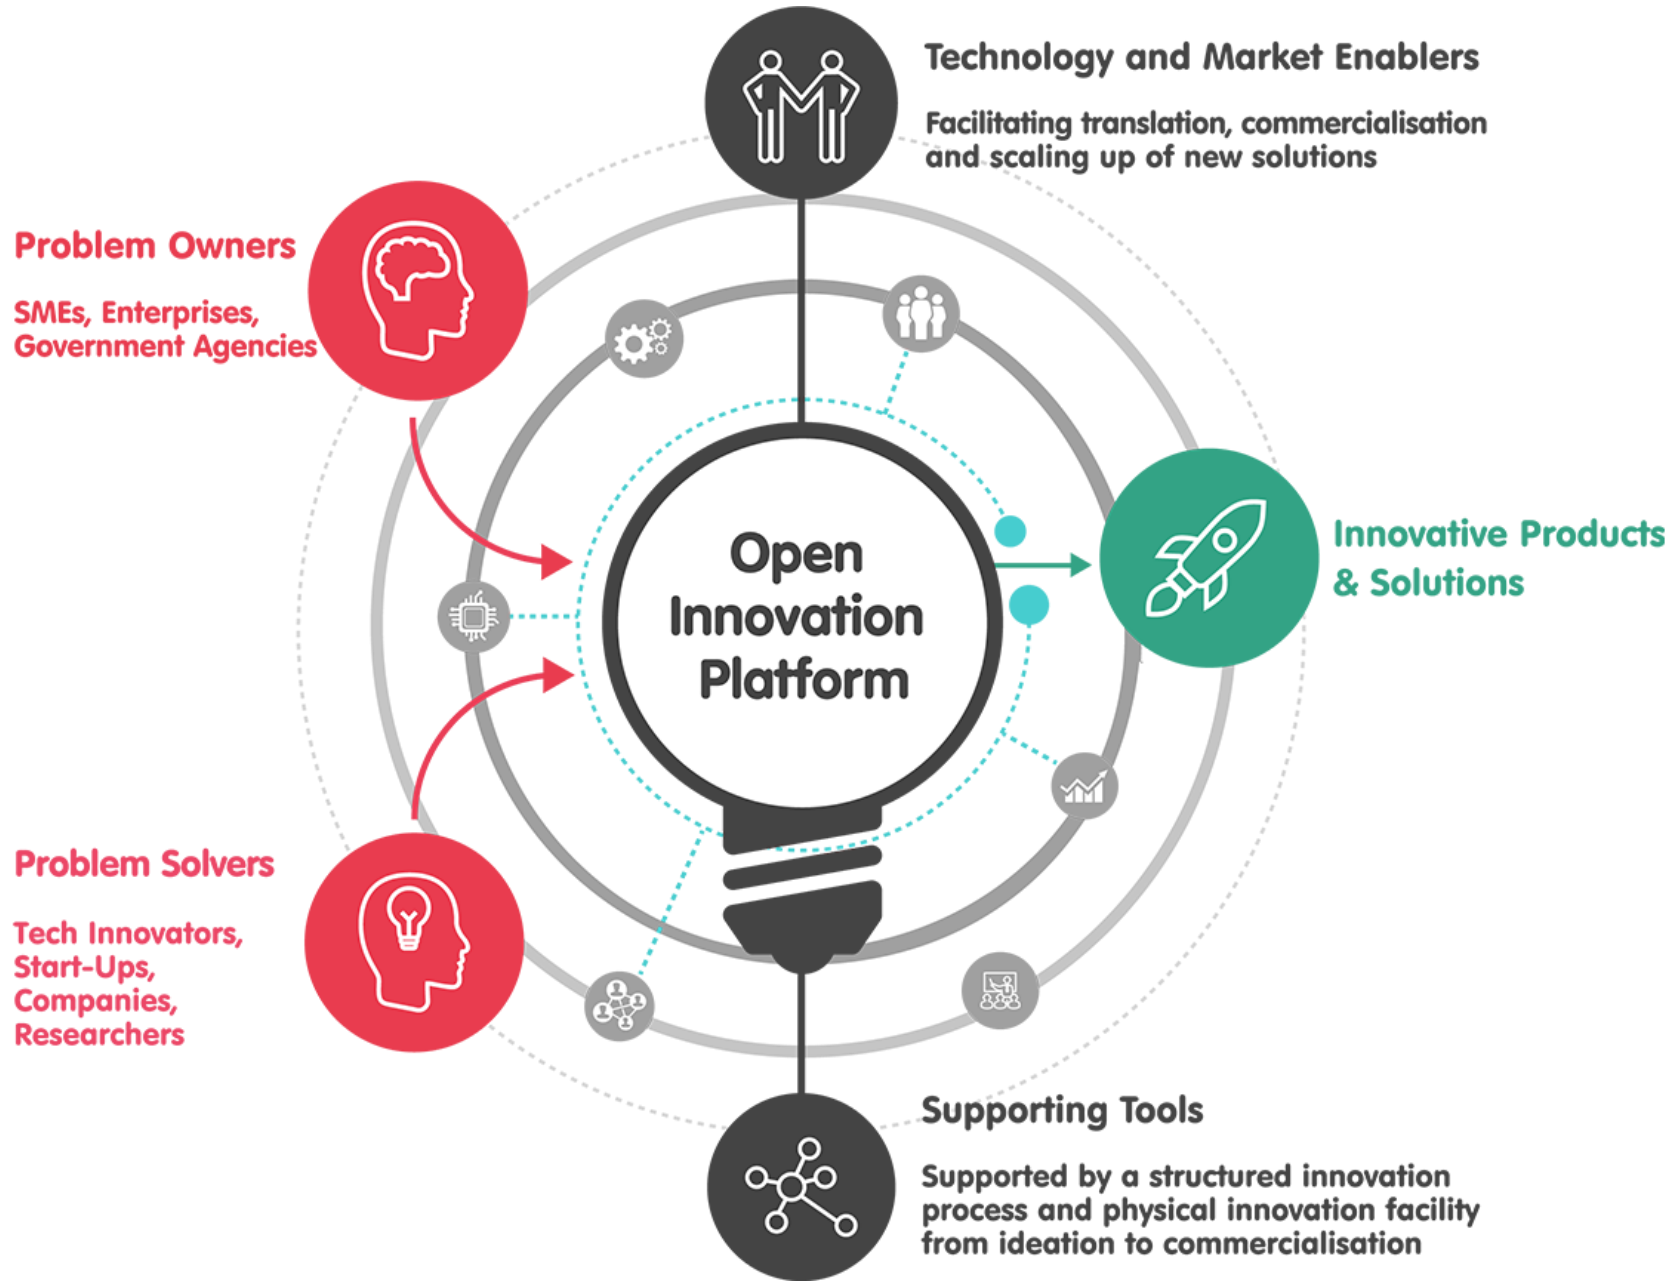 Technology and Market Enablers
Facilitating translation, commercialisation
and scaling up of new solutions
Problem Owners
SMEs, Enterprises,
Government Agencies
Open
Innovation
Platform
Innovative Products
& Solutions
Problem Solvers
Tech Innovators,
Start-Ups,
Companies,
Researchers
Supporting Tools
Supported by a structured innovation
process and physical innovation facility
from ideation to commercialisation